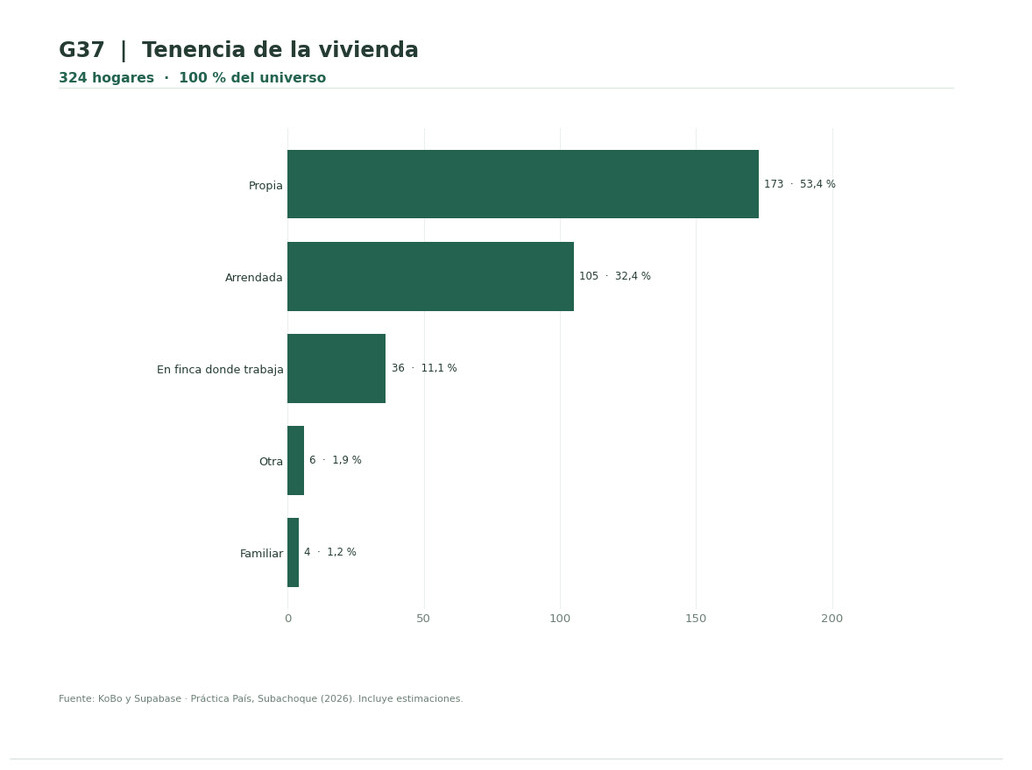 G37 | Tenencia de la vivienda
324 hogares · 100 % del universo
Propia
173 · 53,4 %
Arrendada
105 · 32,4 %
En finca donde trabaja
36 · 11,1 %
Otra
6 · 1,9 %
Familiar
4 · 1,2 %
0 50 100 150 200
Fuente: KoBo y Supabase · Práctica País, Subachoque (2026). Incluye estimaciones.